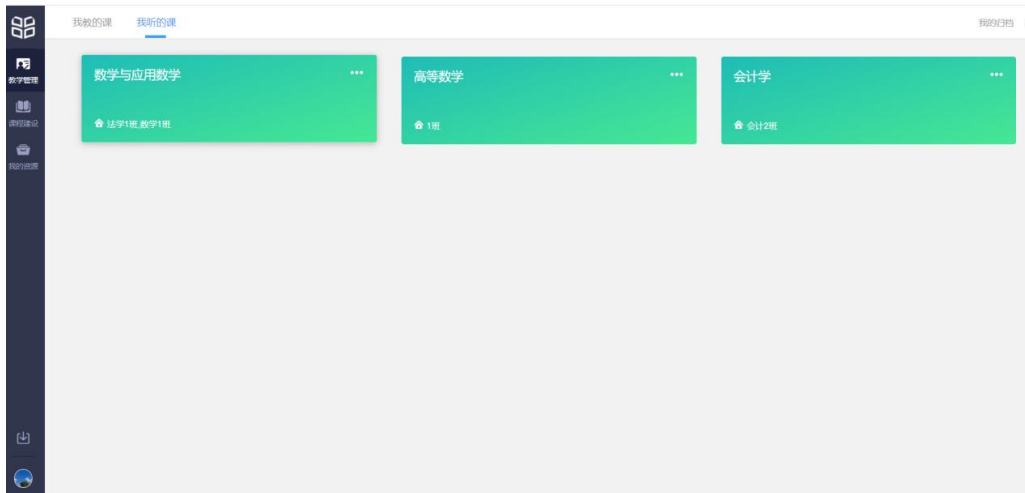 我教的课 我听的课 我的归档
教学管理
课程建设
我的资源
数学与应用数学
法学1班,数学1班
高等数学
1班
会计学
会计2班